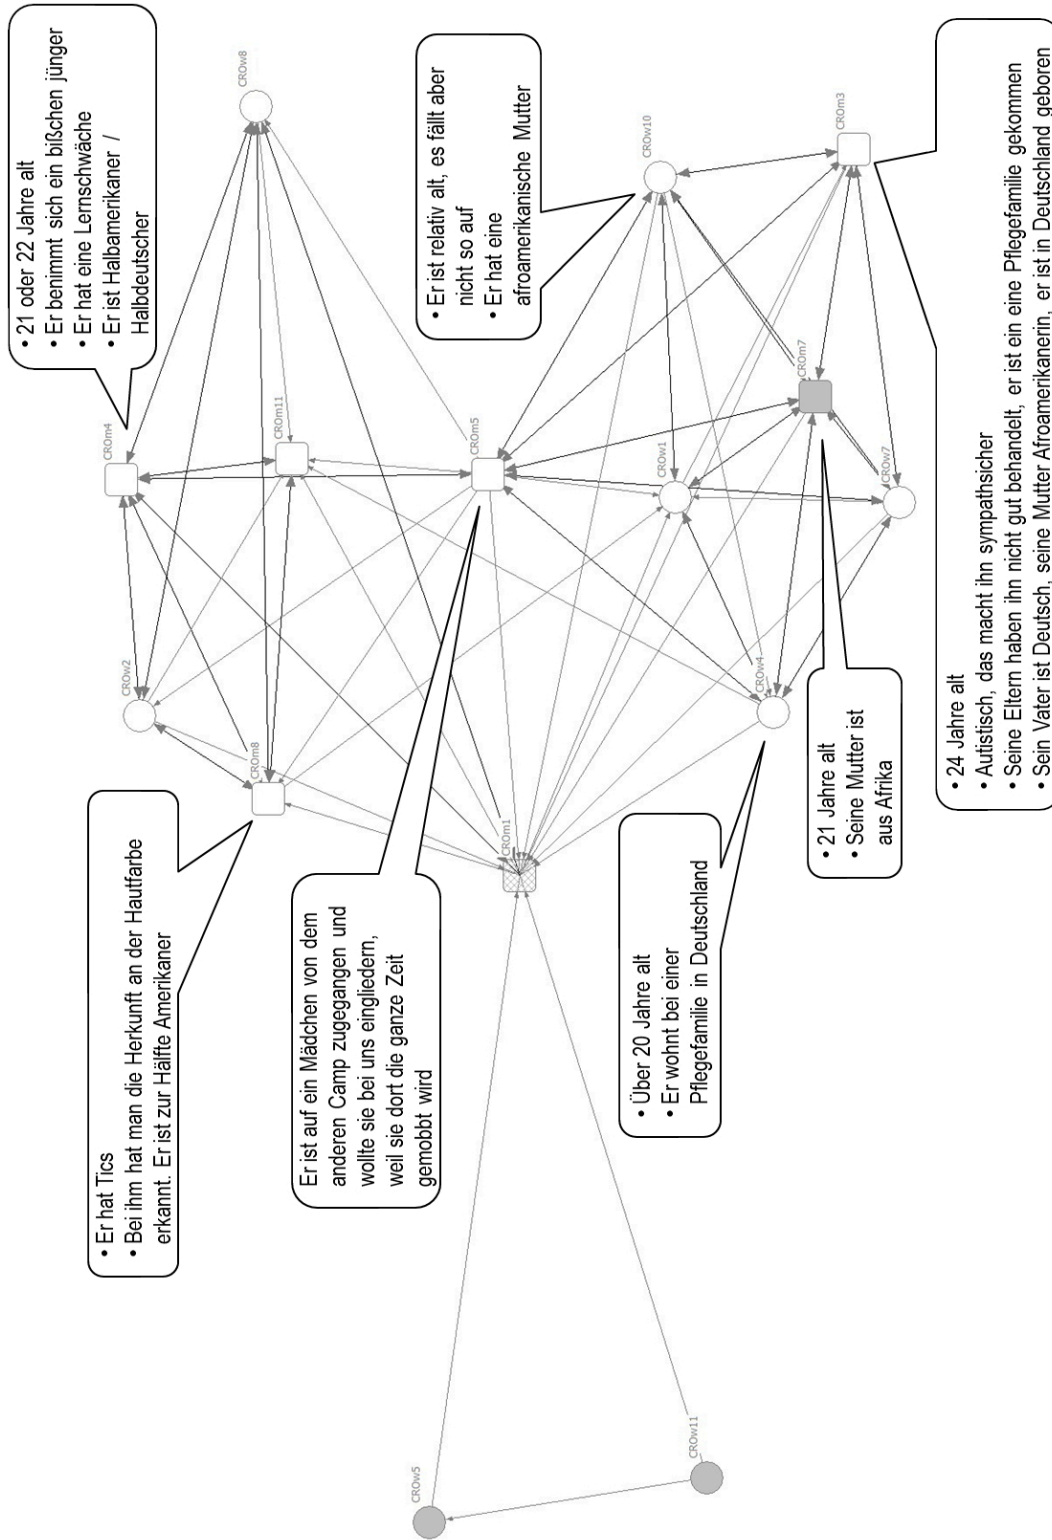 • Er hat Tics
• Bei ihm hat man die Herkunft an der Hautfarbe
erkannt. Er ist zur Hälfte Amerikaner
• 21 oder 22 Jahre alt
• Er benimmt sich ein bißchen jünger
• Er hat eine Lernschwäche
• Er ist Halbamerikaner /
Halbdeutscher
CROw2
CROm4
CROm8
CROm11
CROw8
Er ist auf ein Mädchen von dem
anderen Camp zugegangen und
wollte sie bei uns eingliedern,
weil sie dort die ganze Zeit
gemobbt wird
CROw5
CROm1
CROm5
• Er ist relativ alt, es fällt aber
nicht so auf
• Er hat eine
afroamerikanische Mutter
CROw10
CROw1
CROw11
CROw4
CROm7
CROm3
CROw7
• Über 20 Jahre alt
• Er wohnt bei einer
Pflegefamilie in Deutschland
• 21 Jahre alt
• Seine Mutter ist
aus Afrika
• 24 Jahre alt
• Autistisch, das macht ihn sympathsicher
• Seine Eltern haben ihn nicht gut behandelt, er ist ein eine Pflegefamilie gekommen
• Sein Vater ist Deutsch, seine Mutter Afroamerikanerin, er ist in Deutschland geboren